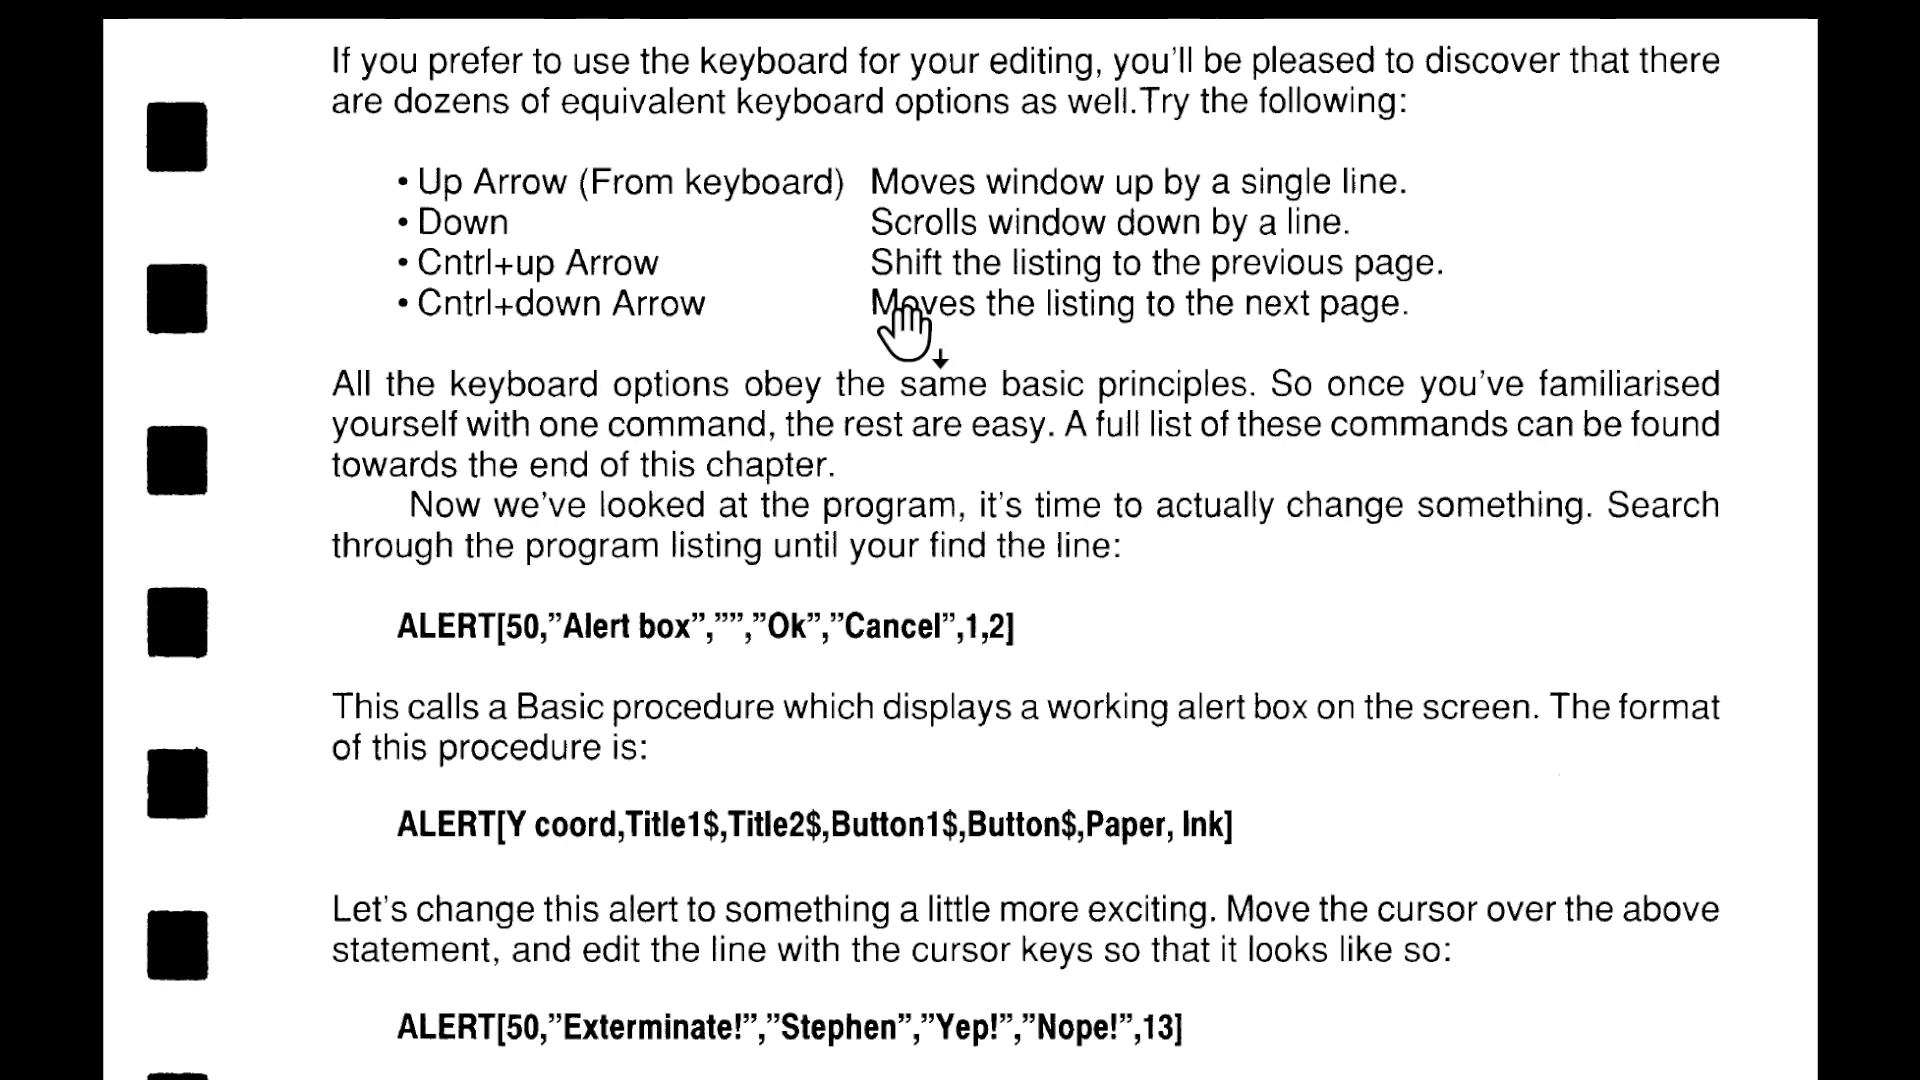 If you prefer to use the keyboard for your editing, you'll be pleased to discover that there
are dozens of equivalent keyboard options as well.Try the following:
• Up Arrow (From keyboard) Moves window up by a single line.
• Down Scrolls window down by a line.
• Cntrl+up Arrow Shift the listing to the previous page.
• Cntrl+down Arrow Moves the listing to the next page.
All the keyboard options obey the same basic principles. So once you've familiarised
yourself with one command, the rest are easy. A full list of these commands can be found
towards the end of this chapter.
Now we've looked at the program, it's time to actually change something. Search
through the program listing until your find the line:
ALERT[50,”Alert box”,””,”Ok”,”Cancel”,1,2]
This calls a Basic procedure which displays a working alert box on the screen. The format
of this procedure is:
ALERT[Y coord,Title1$,Title2$,Button1$,Button$,Paper, Ink]
Let's change this alert to something a little more exciting. Move the cursor over the above
statement, and edit the line with the cursor keys so that it looks like so:
ALERT[50,”Exterminate!”,”Stephen”,”Yep!”,”Nope!”,13]